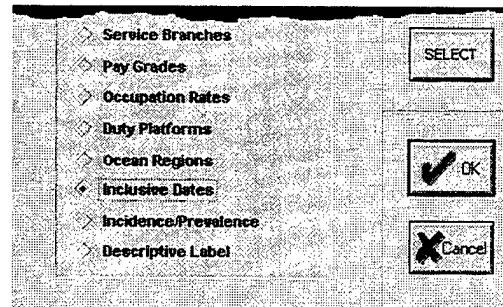 Service Branches
Pay Grades
Occupation Rates
Duty Platforms
Ocean Regions
Inclusive Dates
Incidence/Prevalence
Descriptive Label
SELECT
OK
Cancel